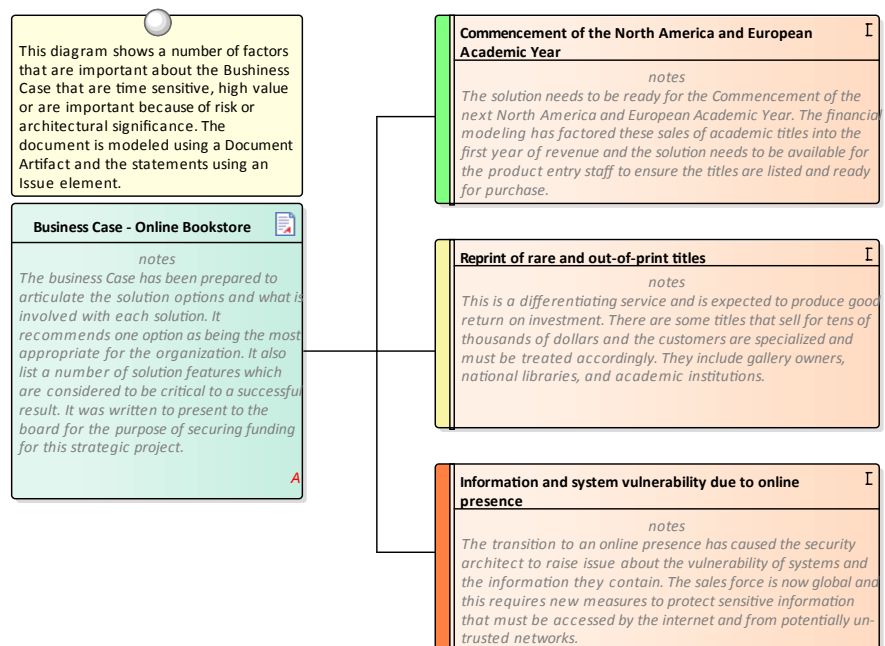 This diagram shows a number of factors
that are important about the Bushiness
Case that are time sensitive, high value
or are important because of risk or
architectural significance. The
document is modeled using a Document
Artifact and the statements using an
Issue element.
Business Case - Online Bookstore
notes
The business Case has been prepared to
articulate the solution options and what is
involved with each solution. It
recommends one option as being the most
appropriate for the organization. It also
list a number of solution features which
are considered to be critical to a successful
result. It was written to present to the
board for the purpose of securing funding
for this strategic project.
A
Commencement of the North America and European
Academic Year
I
notes
The solution needs to be ready for the Commencement of the
next North America and European Academic Year. The financial
modeling has factored these sales of academic titles into the
first year of revenue and the solution needs to be available for
the product entry staff to ensure the titles are listed and ready
for purchase.
Reprint of rare and out-of-print titles
I
notes
This is a differentiating service and is expected to produce good
return on investment. There are some titles that sell for tens of
thousands of dollars and the customers are specialized and
must be treated accordingly. They include gallery owners,
national libraries, and academic institutions.
Information and system vulnerability due to online
presence
I
notes
The transition to an online presence has caused the security
architect to raise issue about the vulnerability of systems and
the information they contain. The sales force is now global and
this requires new measures to protect sensitive information
that must be accessed by the internet and from potentially un-
trusted networks.